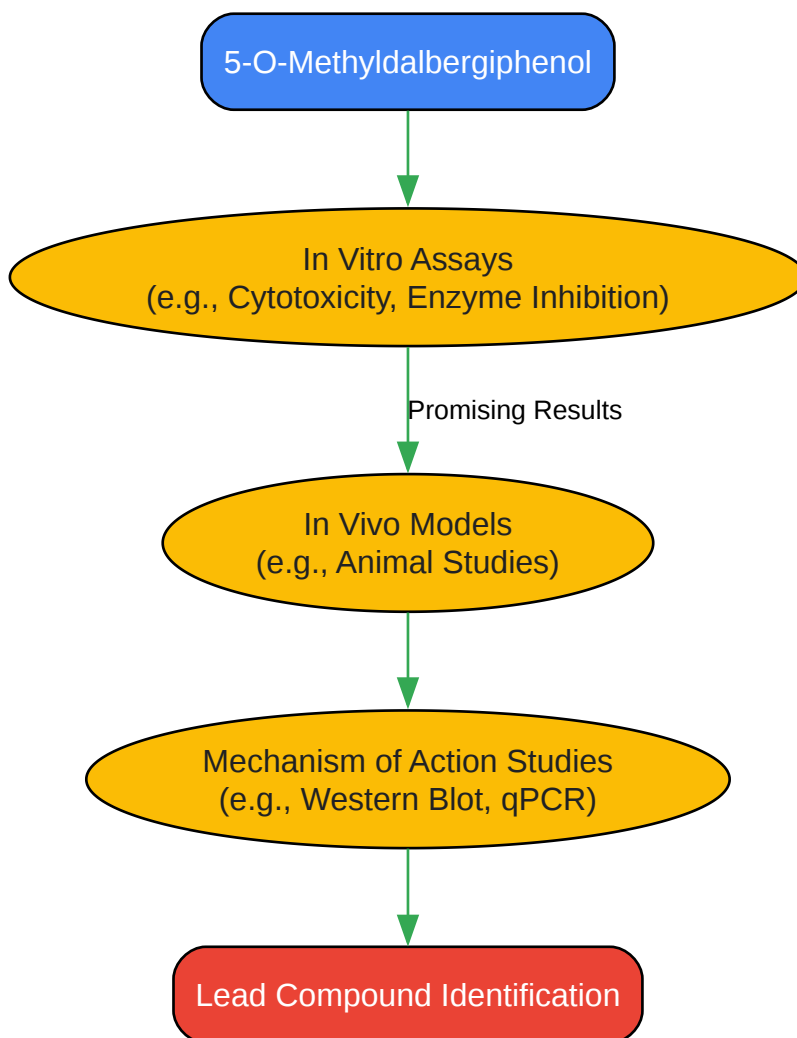 5-O-Methyldalbergiphenol
In Vitro Assays
(e.g., Cytotoxicity, Enzyme Inhibition)
Promising Results
In Vivo Models
(e.g., Animal Studies)
Mechanism of Action Studies
(e.g., Western Blot, qPCR)
Lead Compound Identification